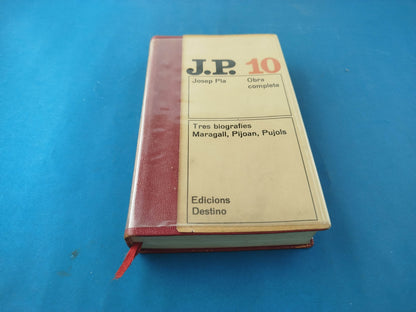 J.P. 10
Josep Pla Obra
completa
Tres biografies
Maragall, Pijoan, Pujols
Edicions
Destino